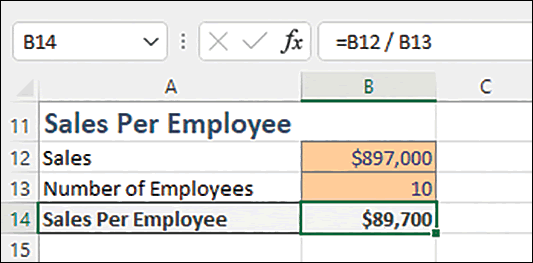 B14 fx =B12 / B13
A B C
11 Sales Per Employee
12 Sales $897,000
13 Number of Employees 10
14 Sales Per Employee $89,700
15